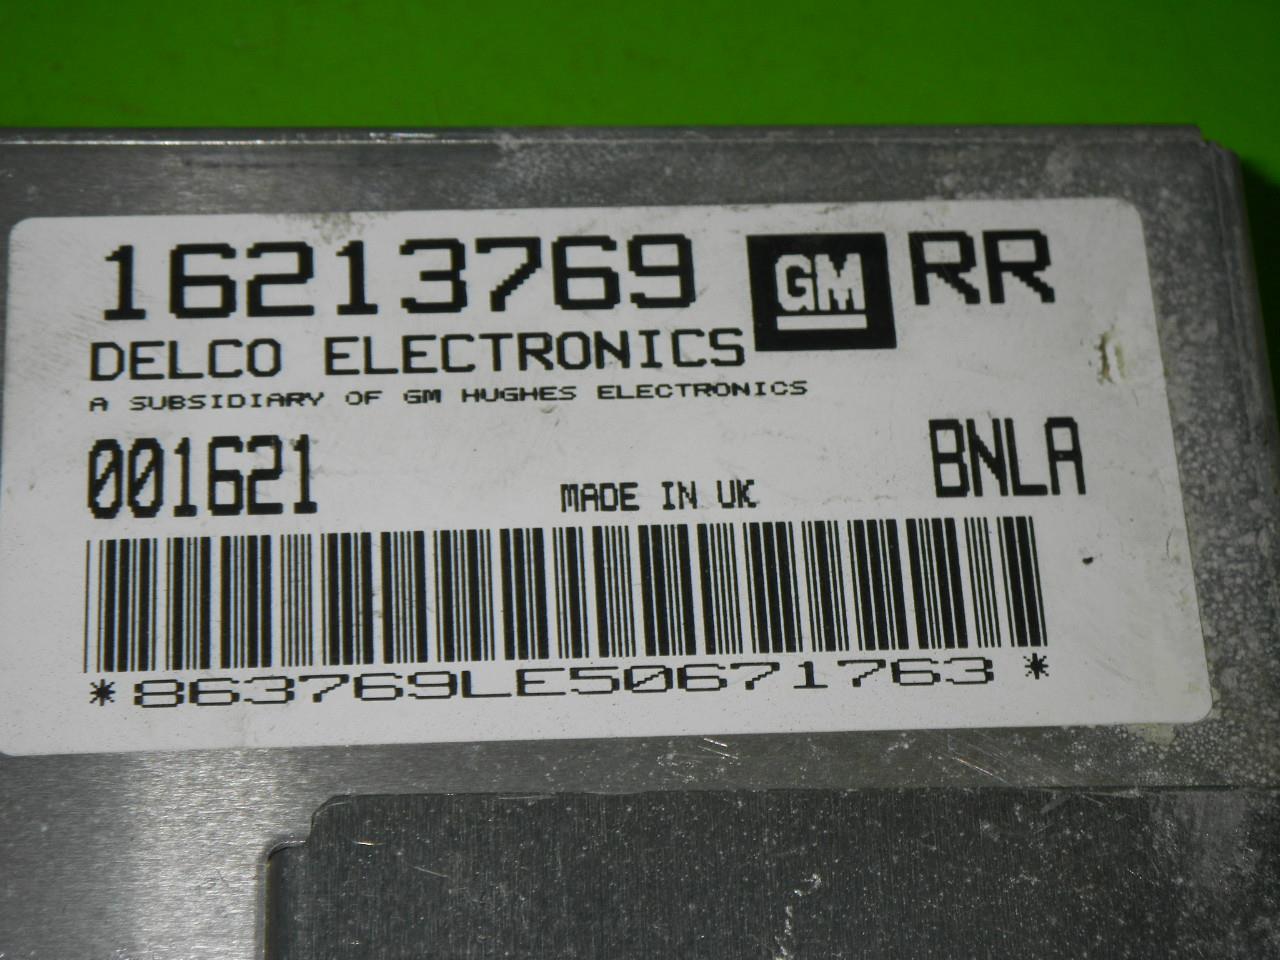 16213769 GM RR
DELCO ELECTRONICS
A SUBSIDIARY OF GM HUGHES ELECTRONICS
001621 MADE IN UK BNLA
*863769LE50671763*